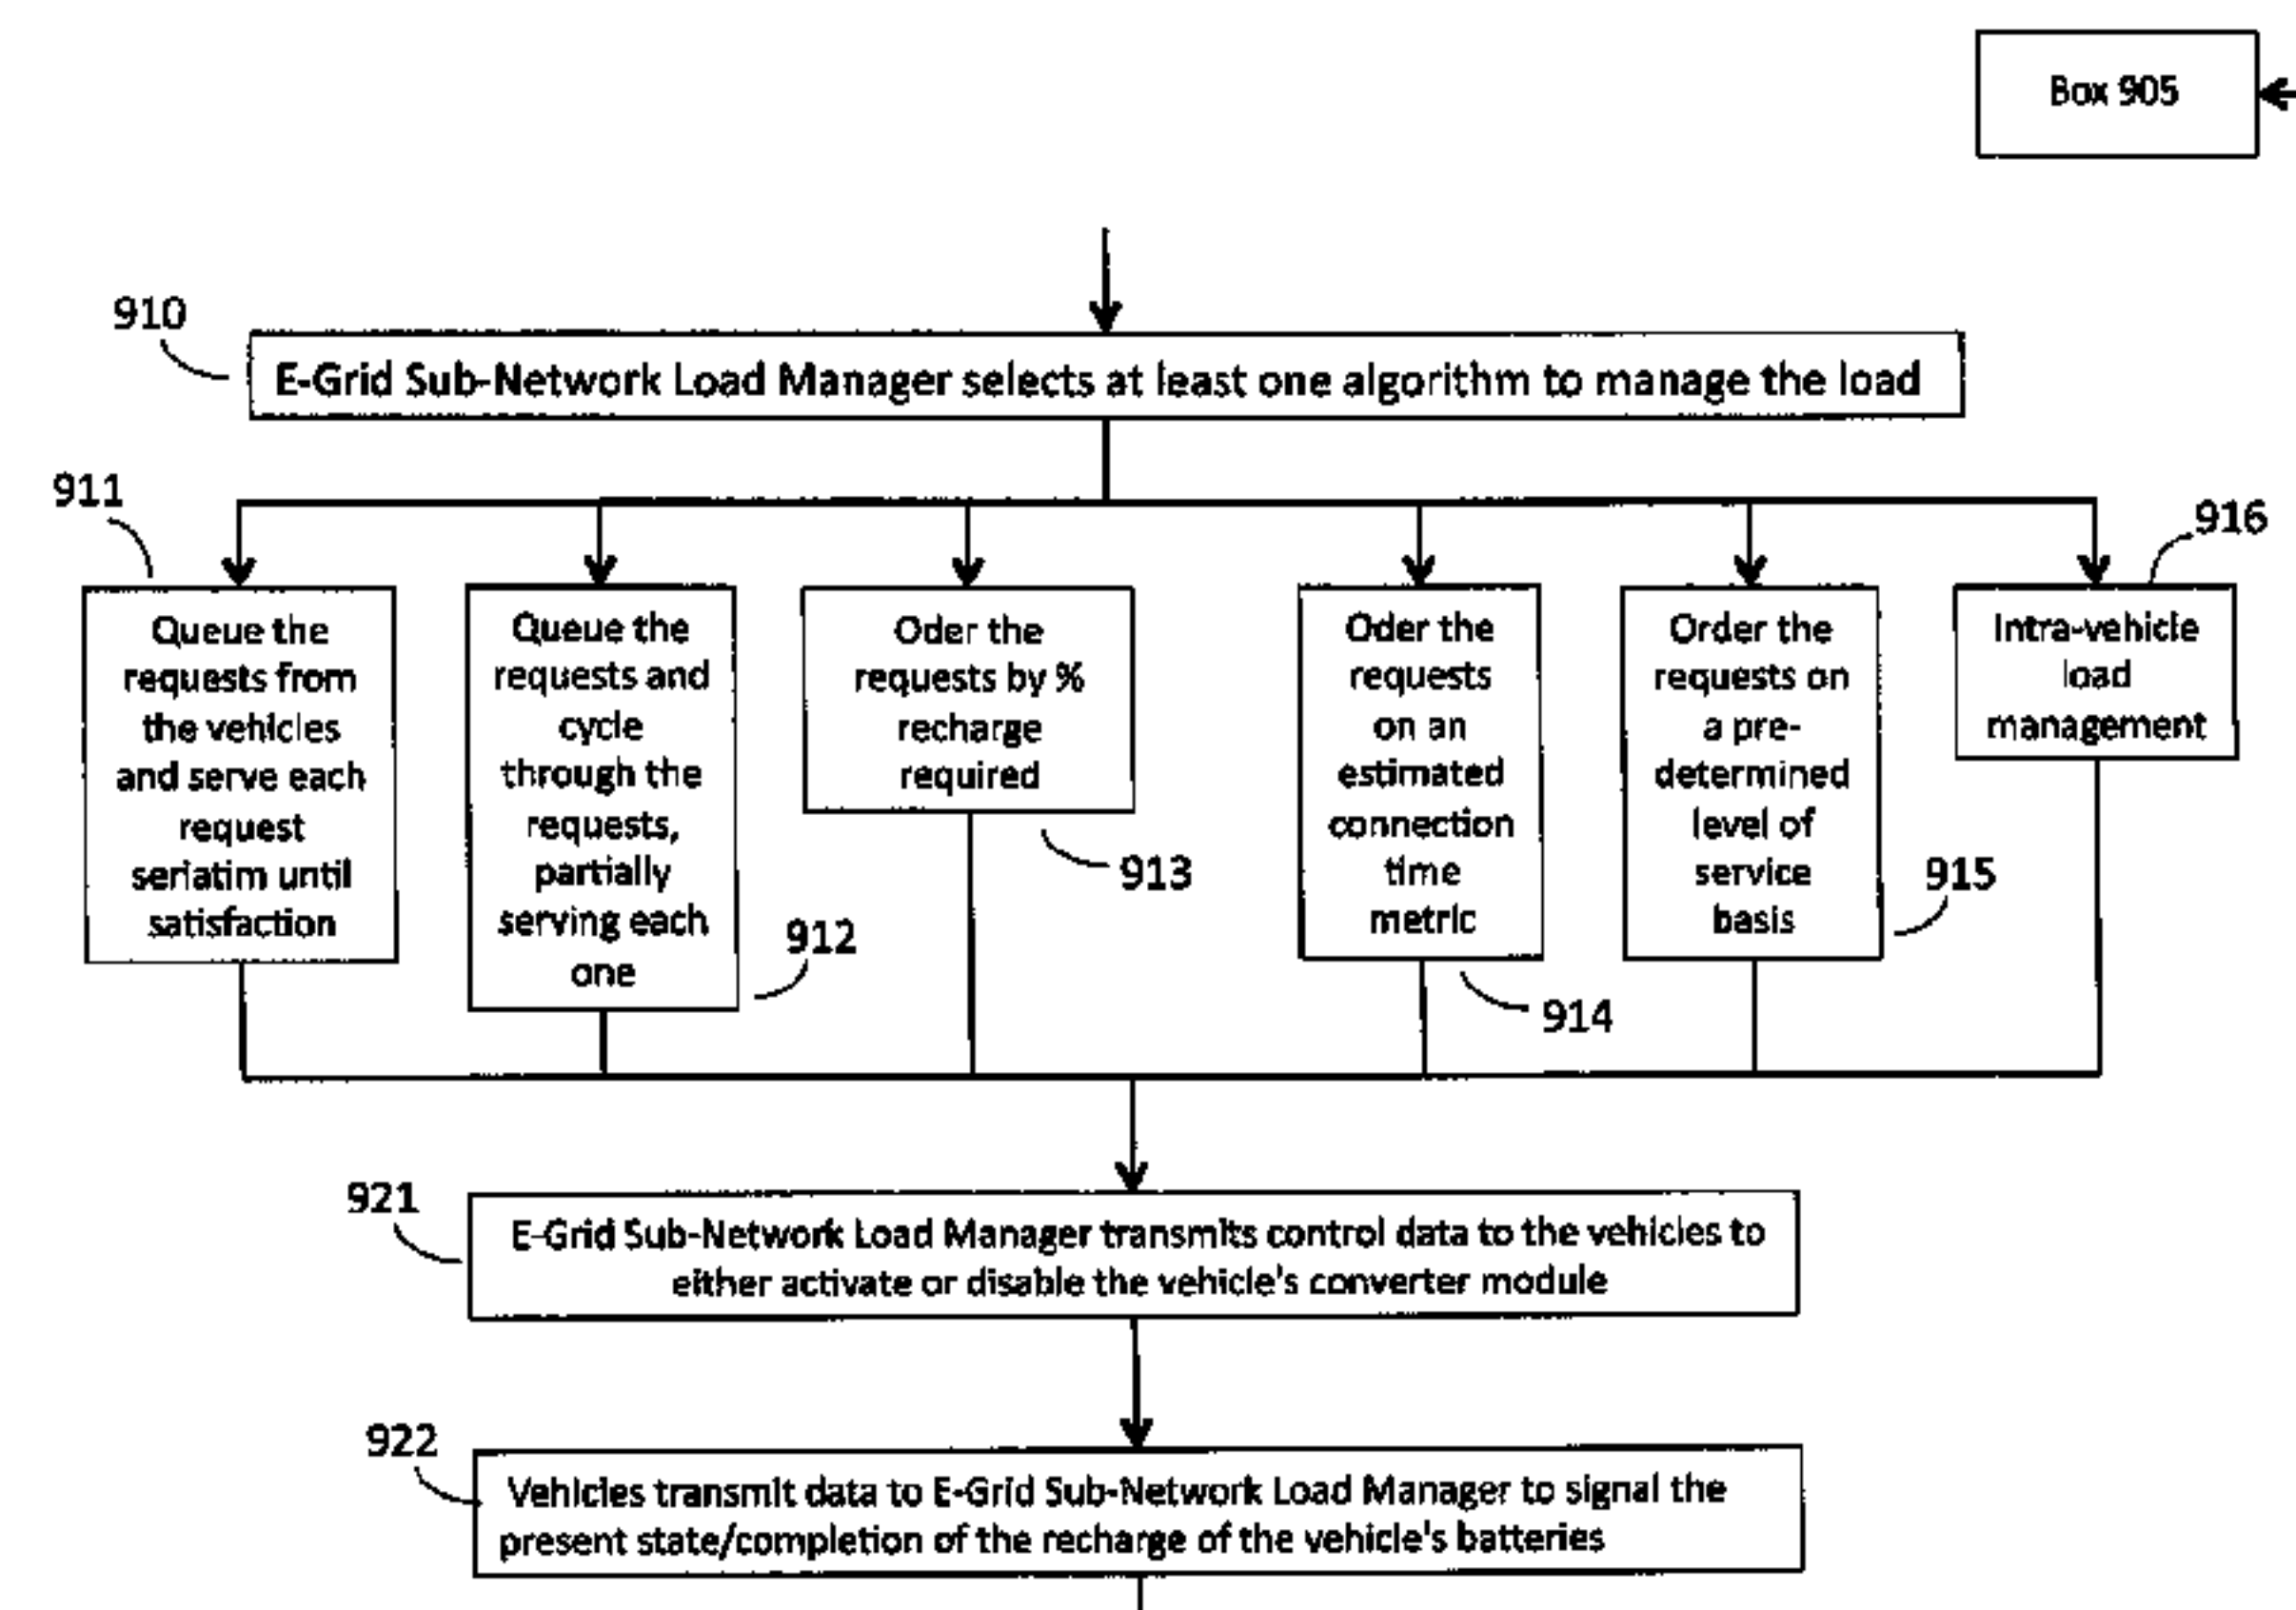 Box 905
910
E-Grid Sub-Network Load Manager selects at least one algorithm to manage the load
911
Queue the
requests from
the vehicles
and serve each
request
seriatim until
satisfaction
Queue the
requests and
cycle
through the
requests,
partially
serving each
one
912
Oder the
requests by %
recharge
required
913
Oder the
requests
on an
estimated
connection
time
metric
914
Order the
requests on
a pre-
determined
level of
service
basis
915
916
Intra-vehicle
load
management
921
E-Grid Sub-Network Load Manager transmits control data to the vehicles to
either activate or disable the vehicle's converter module
922
Vehicles transmit data to E-Grid Sub-Network Load Manager to signal the
present state/completion of the recharge of the vehicle's batteries